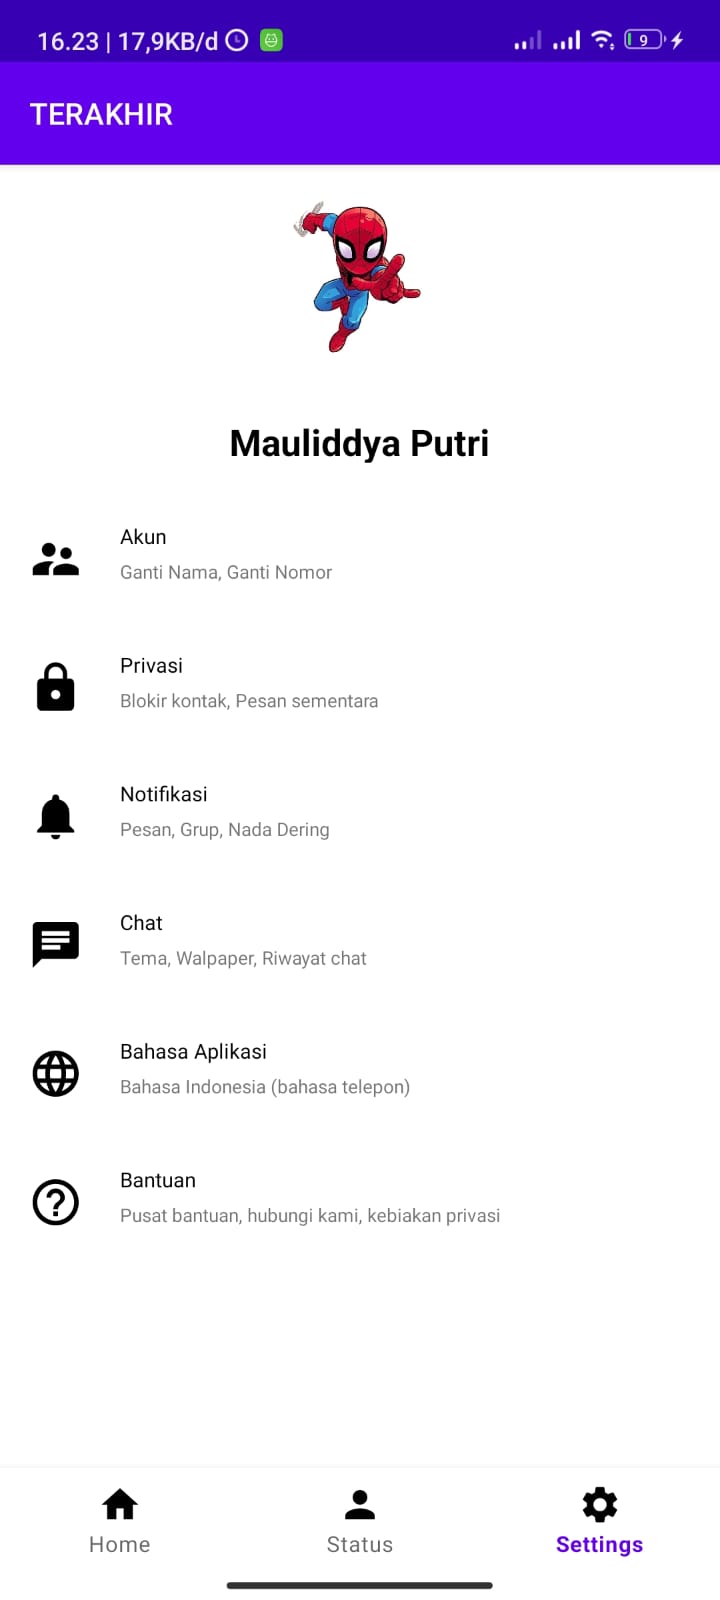 16.23 | 17,9KB/d
9
TERAKHIR
Mauliddya Putri
Akun
Ganti Nama, Ganti Nomor
Privasi
Blokir kontak, Pesan sementara
Notifikasi
Pesan, Grup, Nada Dering
Chat
Tema, Walpaper, Riwayat chat
Bahasa Aplikasi
Bahasa Indonesia (bahasa telepon)
Bantuan
Pusat bantuan, hubungi kami, kebiakan privasi
Home
Status
Settings